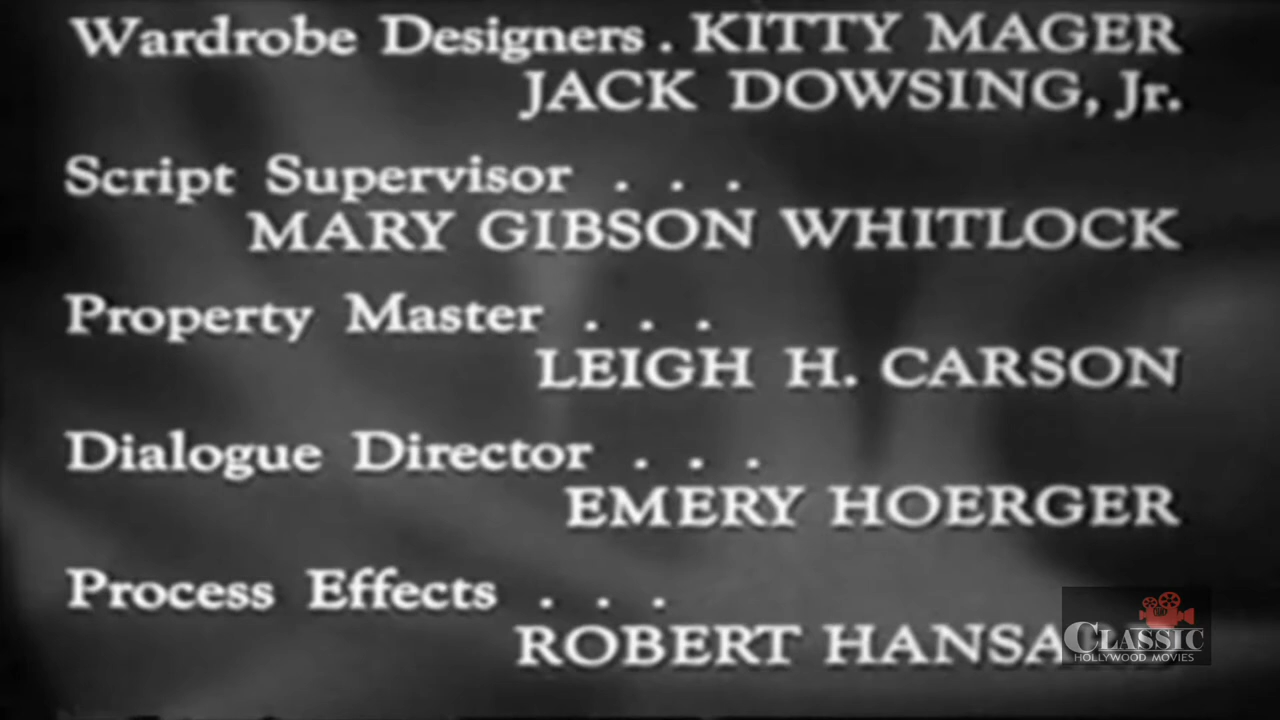 Wardrobe Designers . KITTY MAGER
JACK DOWSING, Jr.
Script Supervisor . . .
MARY GIBSON WHITLOCK
Property Master . . .
LEIGH H. CARSON
Dialogue Director . . .
EMERY HOERGER
Process Effects . . .
ROBERT
CLASSIC
HOLLYWOOD MOVIES